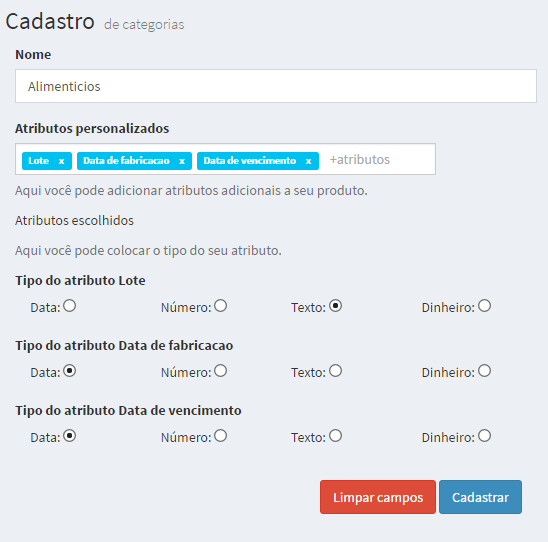 Cadastro de categorias
Nome
Alimenticios
Atributos personalizados
Lote x Data de fabricacao x Data de vencimento x +atributos
Aqui você pode adicionar atributos adicionais a seu produto.
Atributos escolhidos
Aqui você pode colocar o tipo do seu atributo.
Tipo do atributo Lote
Data: Número: Texto: Dinheiro:
Tipo do atributo Data de fabricacao
Data: Número: Texto: Dinheiro:
Tipo do atributo Data de vencimento
Data: Número: Texto: Dinheiro:
Limpar campos Cadastrar